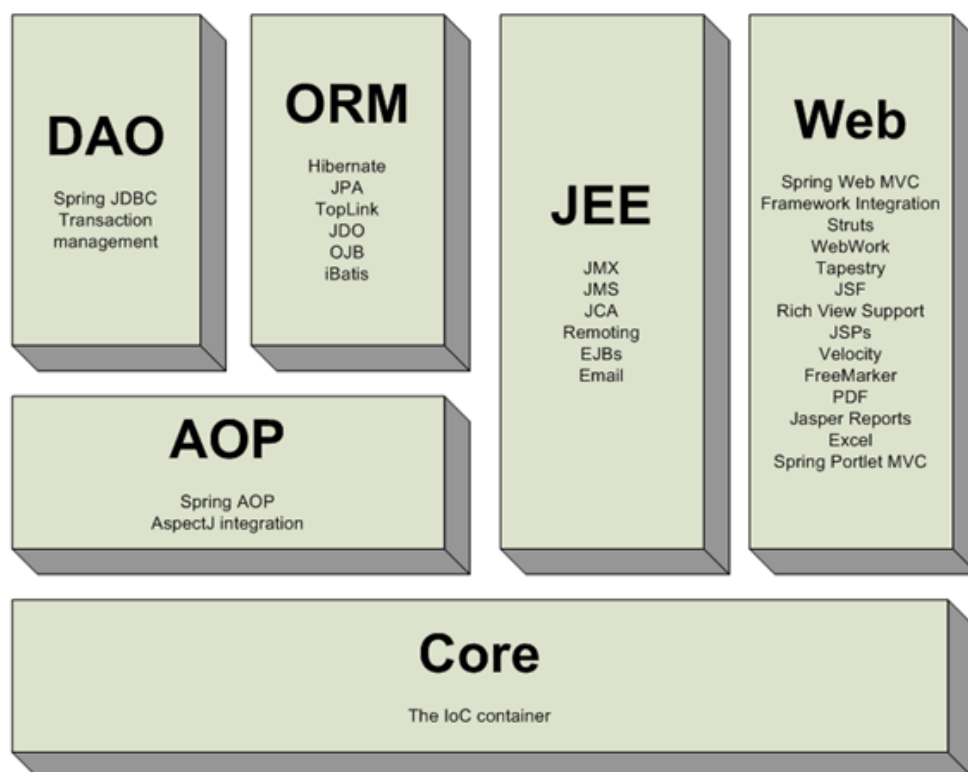 DAO
Spring JDBC
Transaction
management
ORM
Hibernate
JPA
TopLink
JDO
OJB
iBatis
JEE
JMX
JMS
JCA
Remoting
EJBs
Email
Web
Spring Web MVC
Framework Integration
Struts
WebWork
Tapestry
JSF
Rich View Support
JSPs
Velocity
FreeMarker
PDF
Jasper Reports
Excel
Spring Portlet MVC
AOP
Spring AOP
AspectJ integration
Core
The IoC container